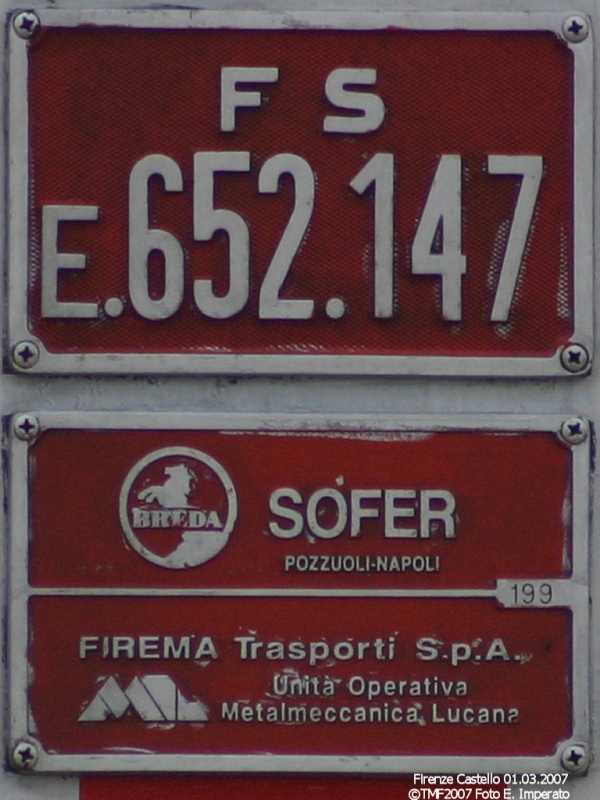 F S
E.652.147
BREDA
SOFER
POZZUOLI-NAPOLI
199
FIREMA Trasporti S.p.A.
Unità Operativa
Metalmeccanica Lucana
Firenze Castello 01.03.2007
©TMF2007 Foto E. Imperato